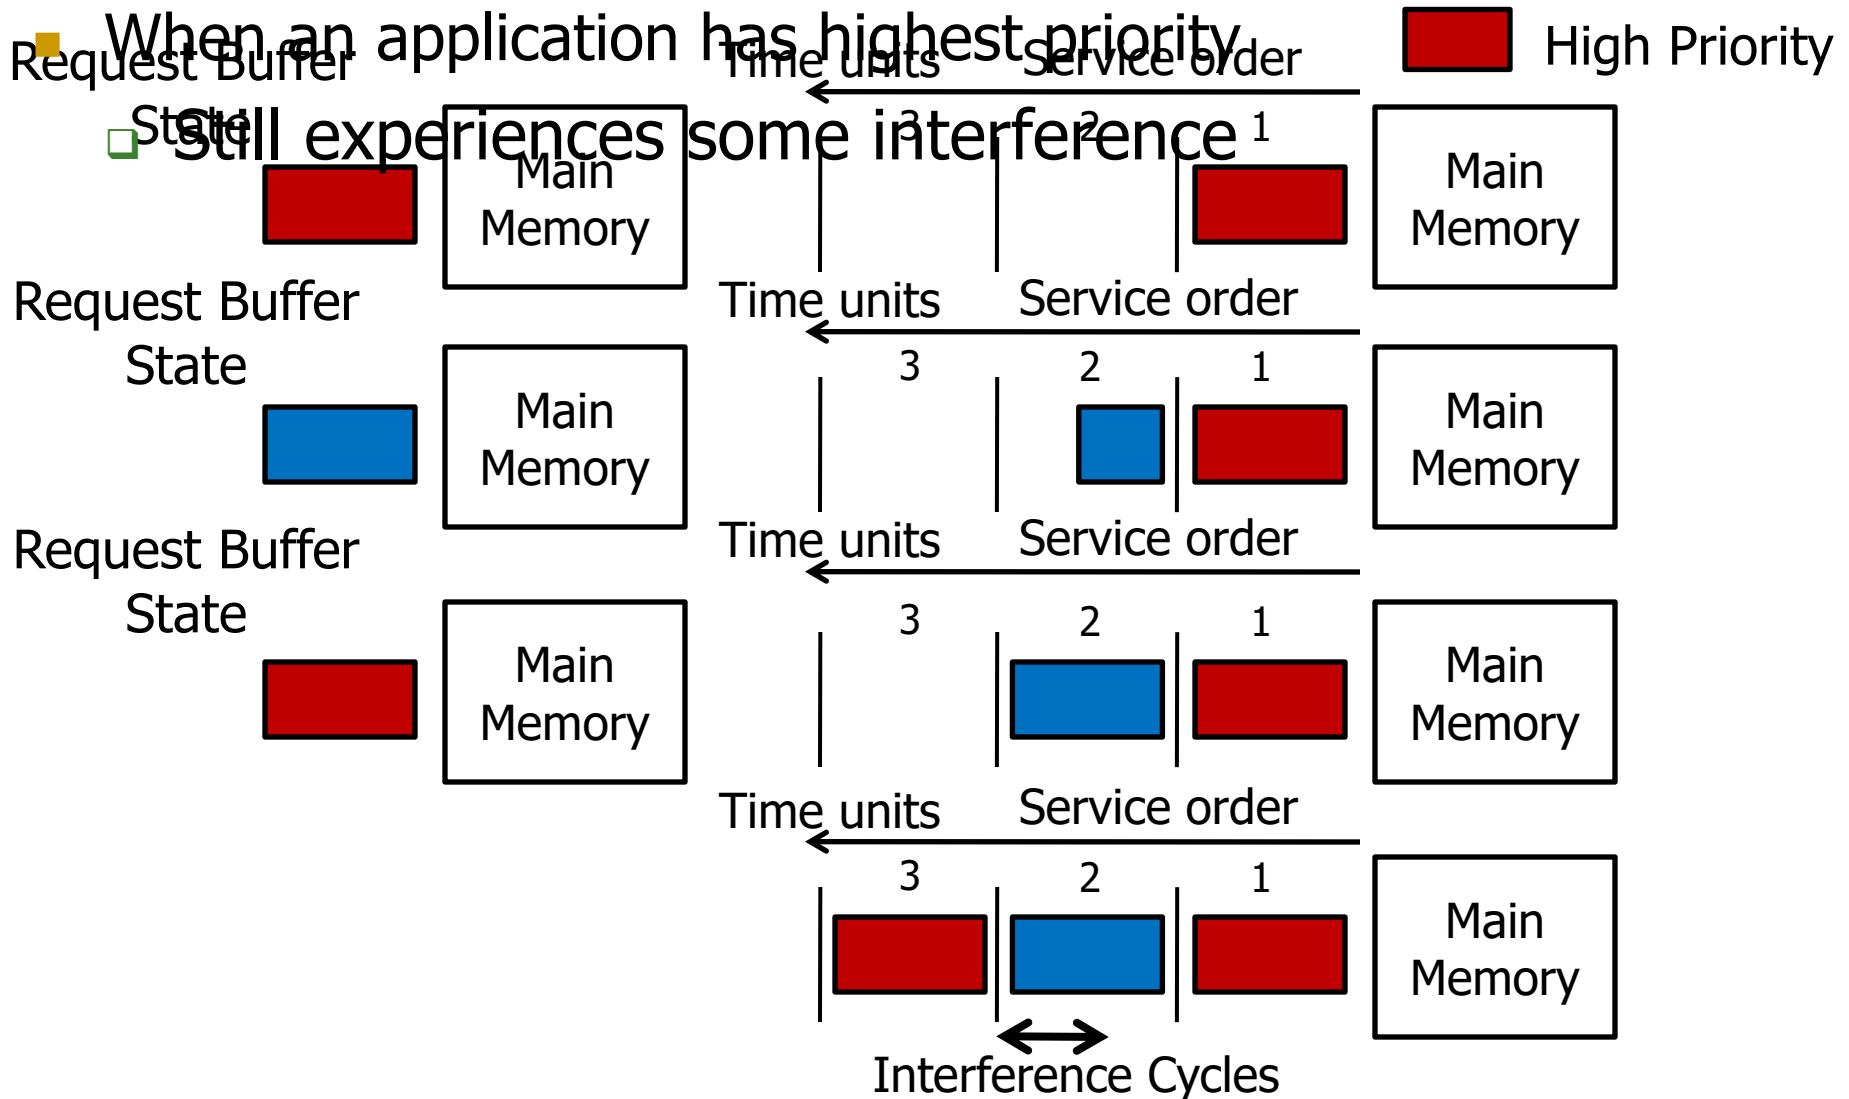 When an application has highest priority
Still experiences some interference
High Priority
Request Buffer
State
Main
Memory
Time units Service order
3 2 1
Main
Memory
Request Buffer
State
Main
Memory
Time units Service order
3 2 1
Main
Memory
Request Buffer
State
Main
Memory
Time units Service order
3 2 1
Main
Memory
Time units Service order
3 2 1
Main
Memory
Interference Cycles